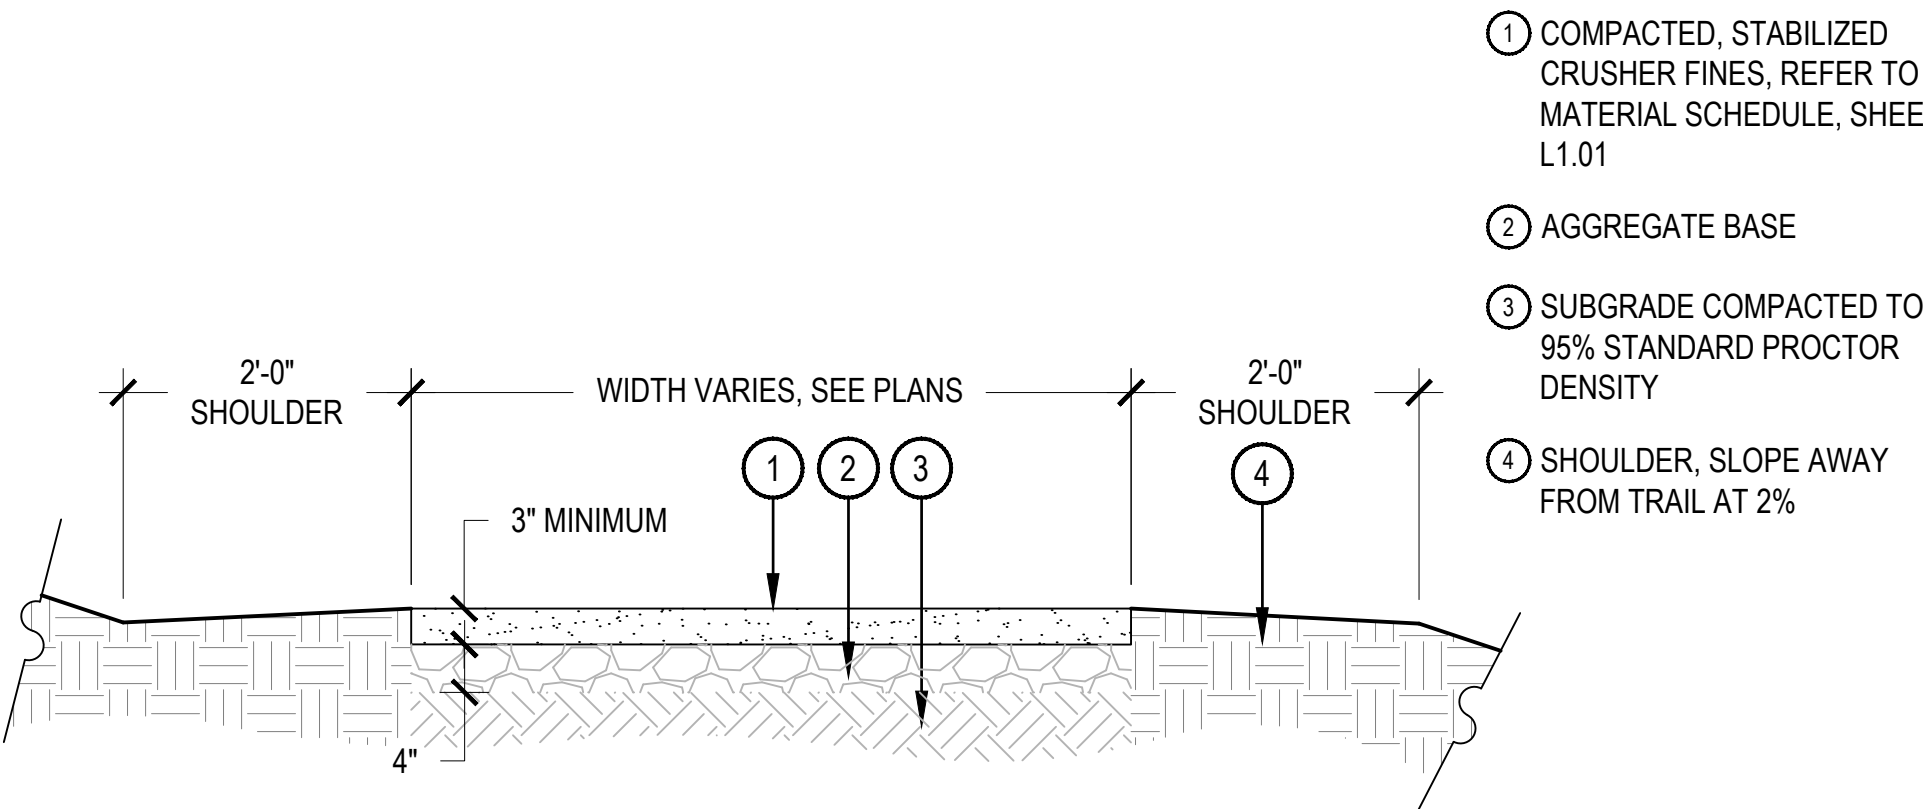 1 COMPACTED, STABILIZED
CRUSHER FINES, REFER TO
MATERIAL SCHEDULE, SHEE
L1.01
2 AGGREGATE BASE
3 SUBGRADE COMPACTED TO
95% STANDARD PROCTOR
DENSITY
4 SHOULDER, SLOPE AWAY
FROM TRAIL AT 2%
2'-0"
SHOULDER
WIDTH VARIES, SEE PLANS
2'-0"
SHOULDER
1 2 3 4
3" MINIMUM
4"